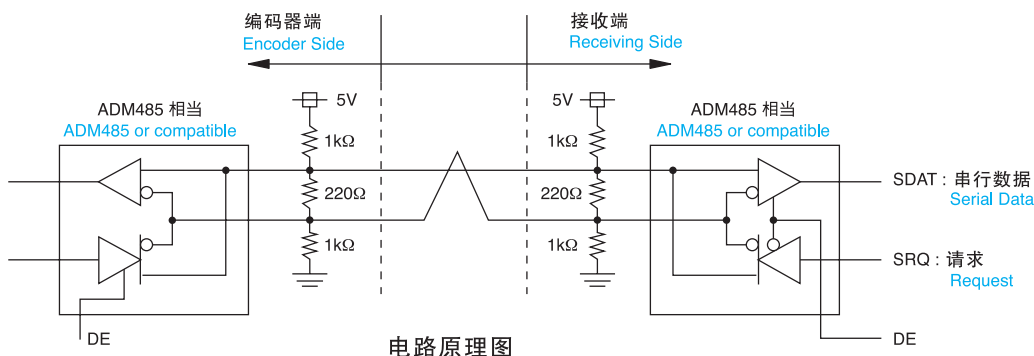 编码器端
Encoder Side
接收端
Receiving Side
ADM485 相当
ADM485 or compatible
5V
1kΩ
220Ω
1kΩ
DE
5V
1kΩ
220Ω
1kΩ
ADM485 相当
ADM485 or compatible
SDAT : 串行数据
Serial Data
SRQ : 请求
Request
DE
电路原理图